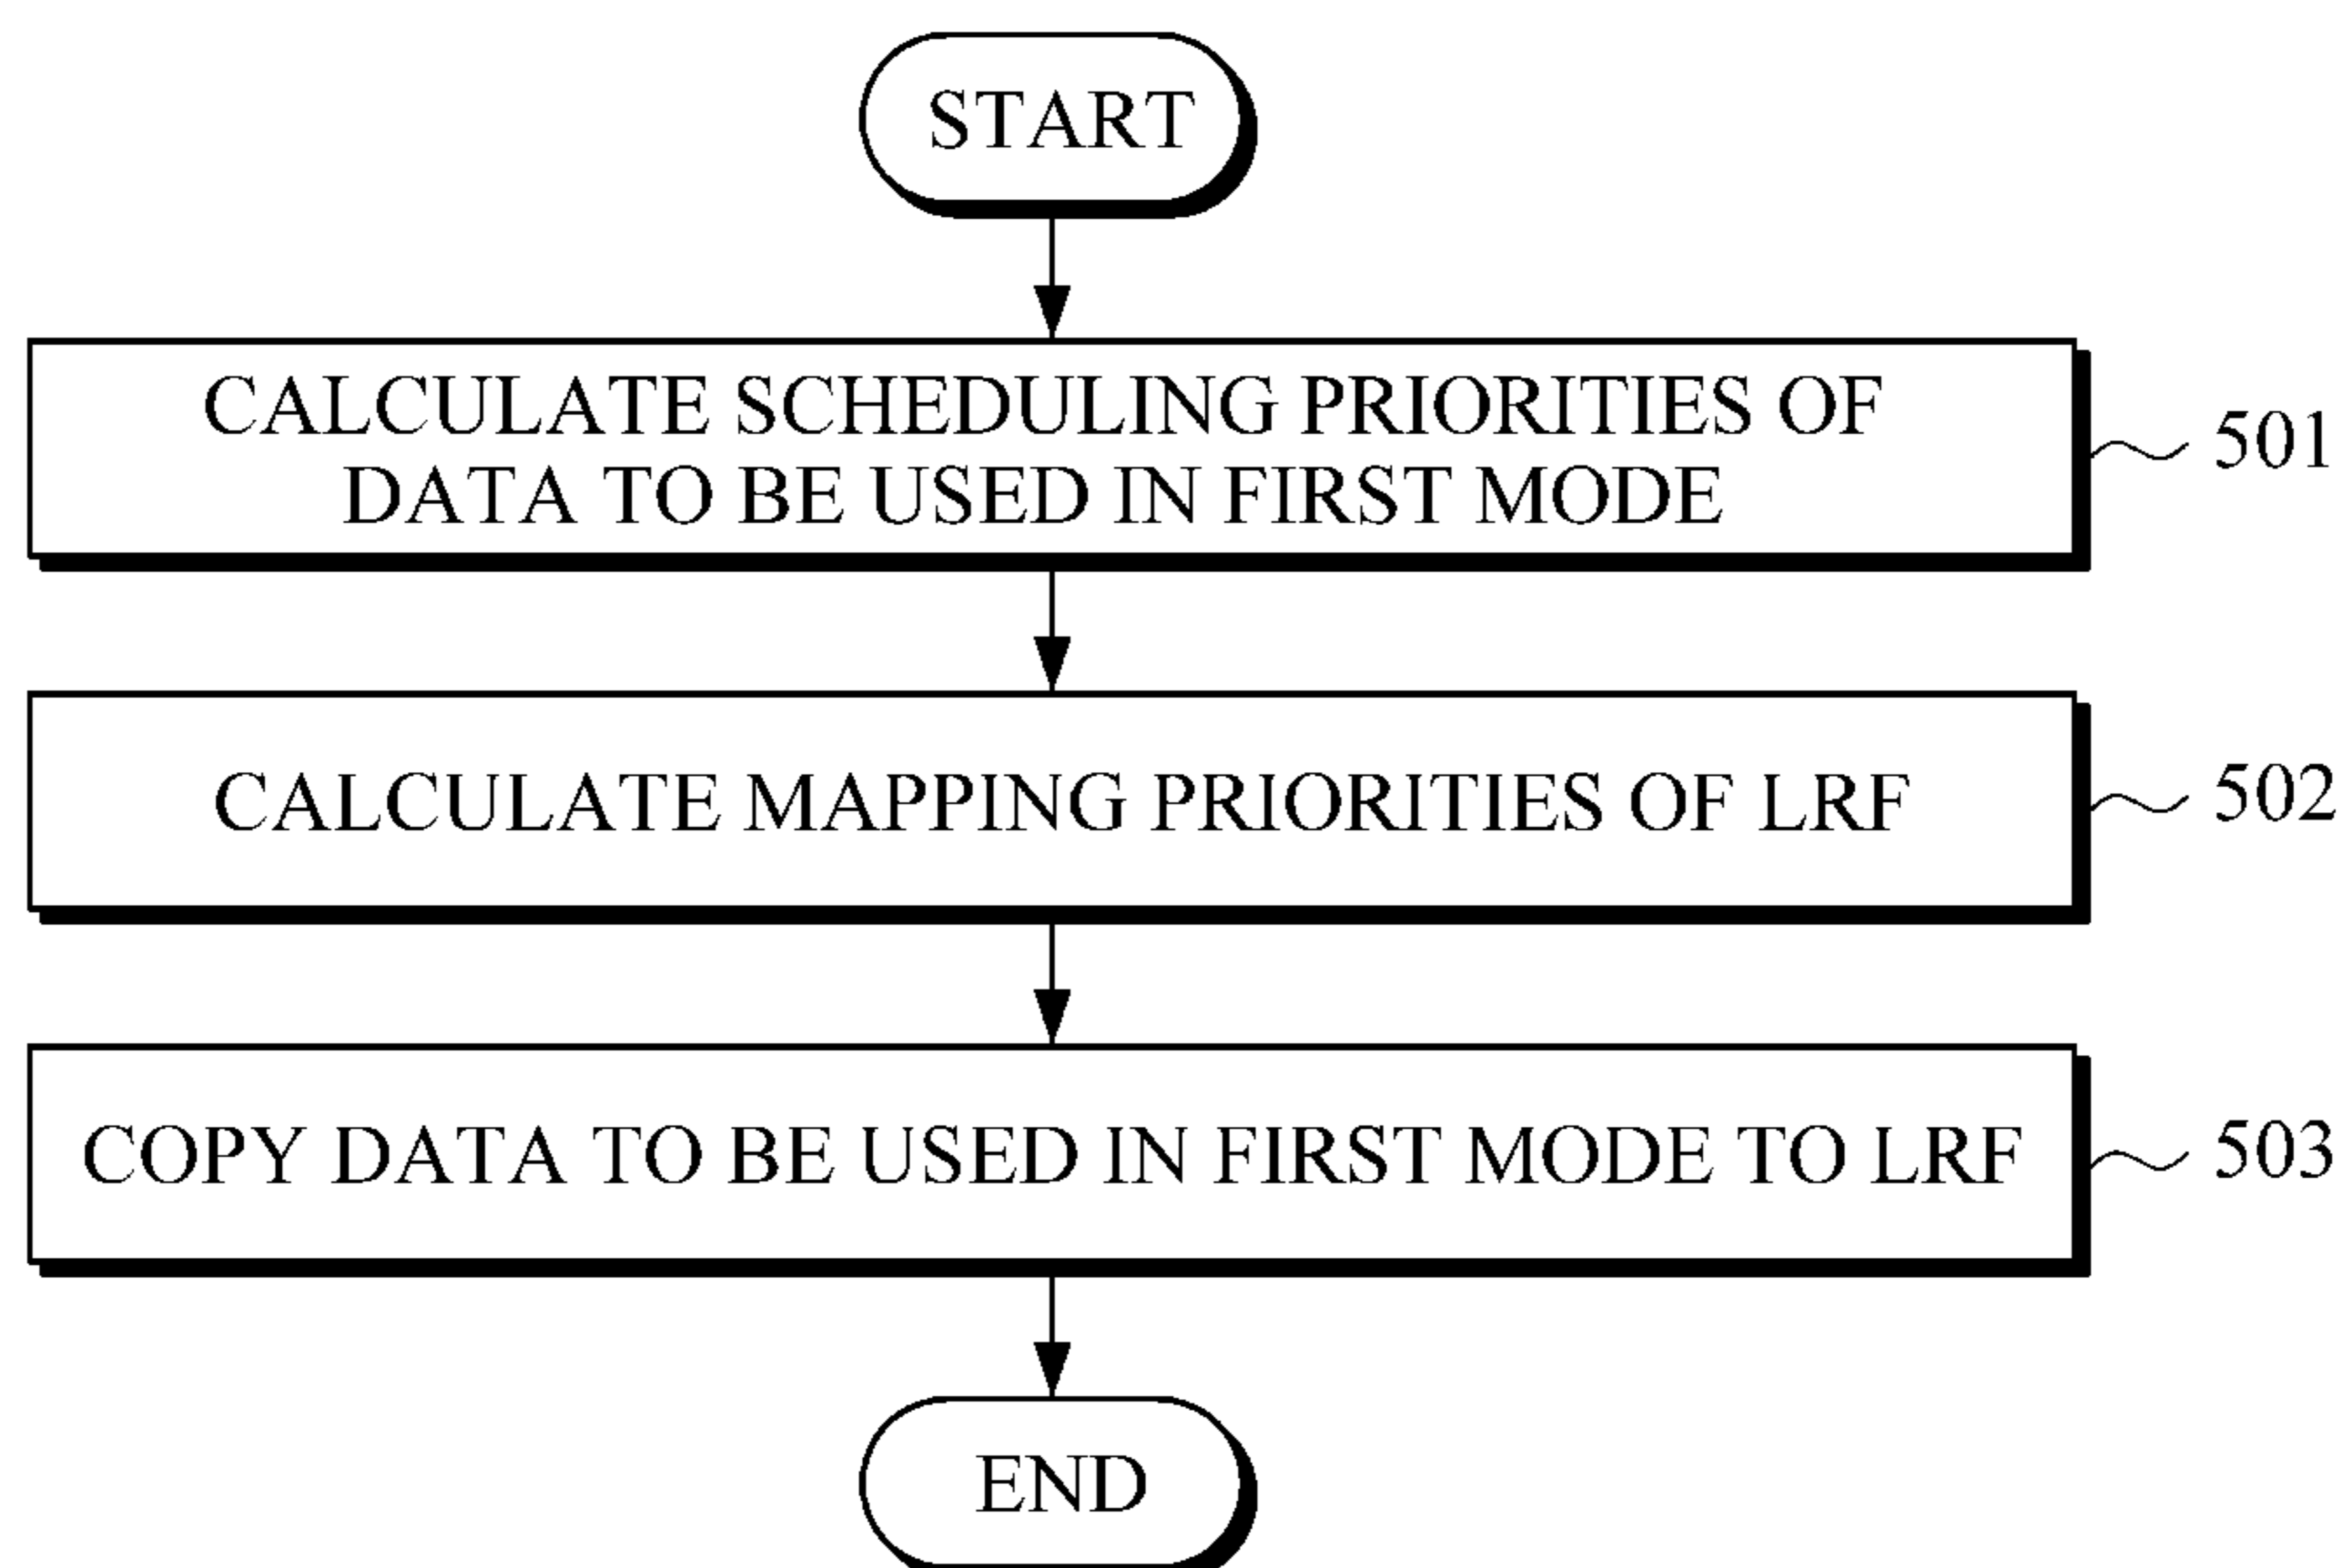 START
CALCULATE SCHEDULING PRIORITIES OF
DATA TO BE USED IN FIRST MODE
501
CALCULATE MAPPING PRIORITIES OF LRF
502
COPY DATA TO BE USED IN FIRST MODE TO LRF
503
END